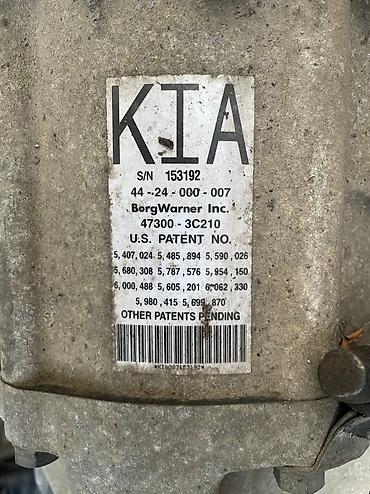 KIA
S/N 153192
44-24-000-007
BorgWarner Inc.
47300-3C210
U.S. PATENT NO.
5,407,024 5,485,894 5,590,026
5,680,308 5,787,576 5,954,150
6,000,488 5,605,201 6,062,330
5,980,415 5,699,870
OTHER PATENTS PENDING
*KIA007153192*